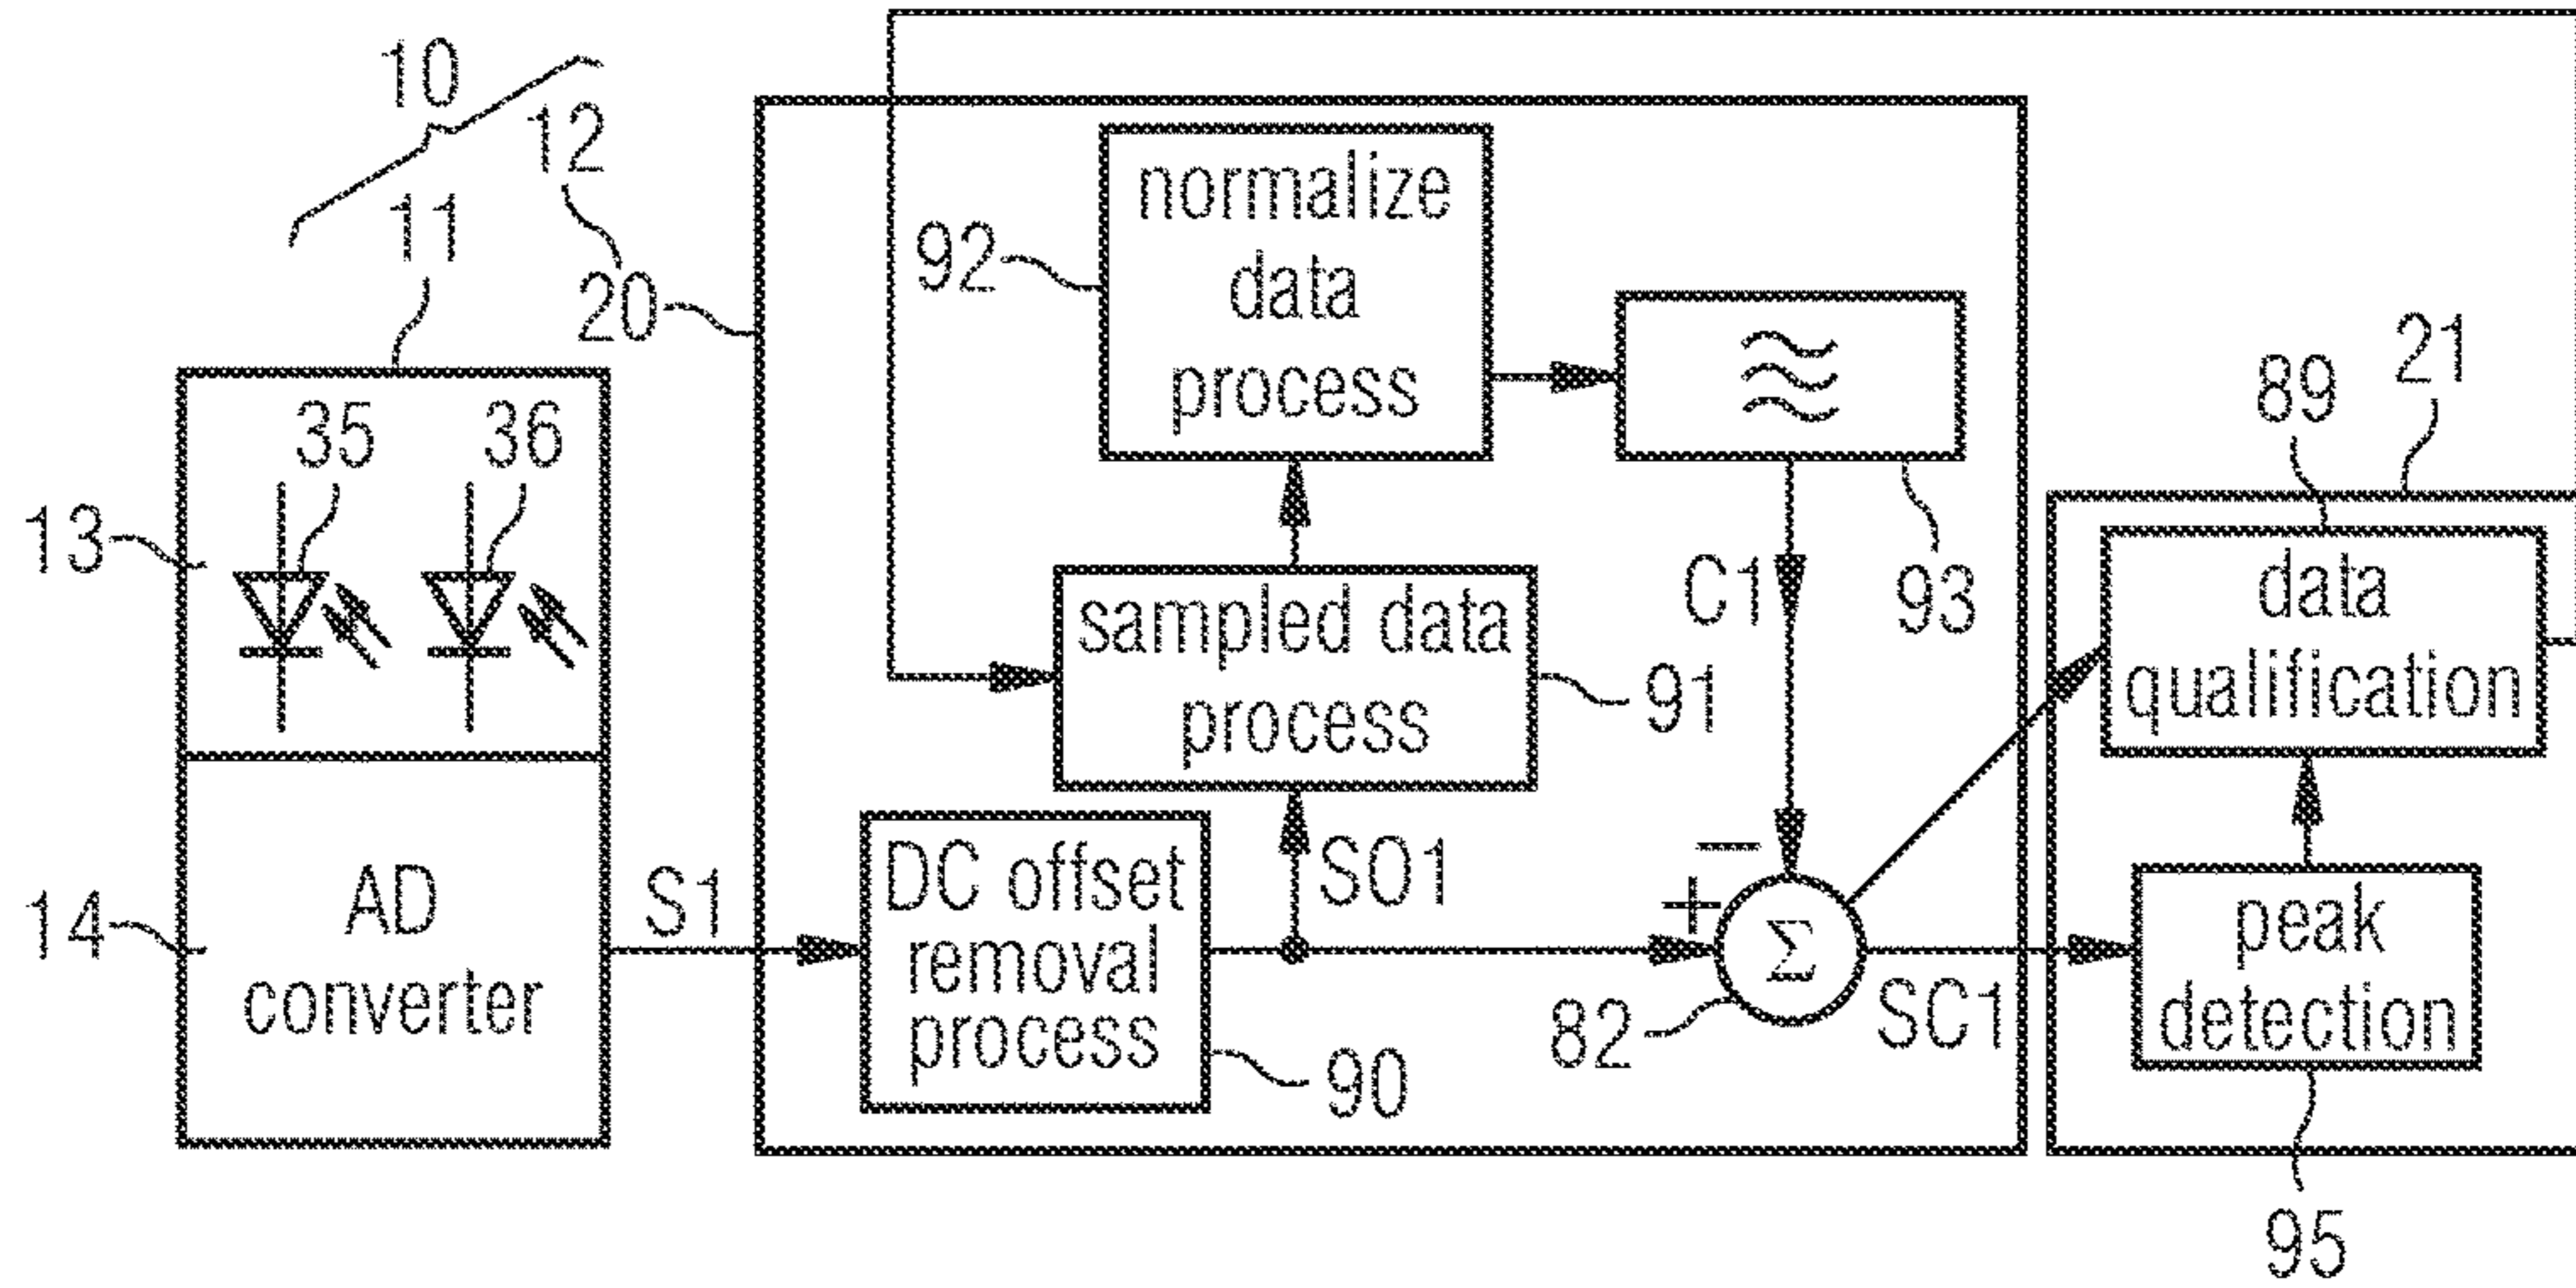 10
12
11
20
13
35
36
14
AD
converter
S1
92
normalize
data
process
93
sampled data
process
91
C1
DC offset
removal
process
90
SO1
−
+
Σ
82
SC1
21
89
data
qualification
peak
detection
95